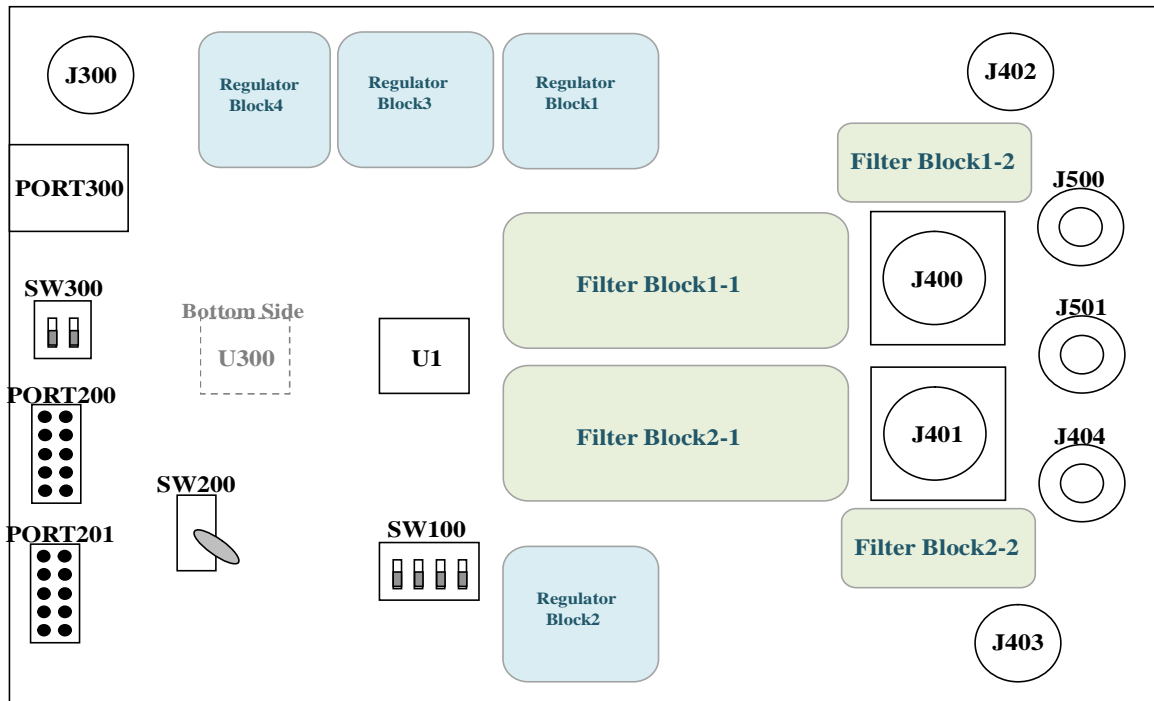 J300
Regulator
Block4
Regulator
Block3
Regulator
Block1
J402
PORT300
Filter Block1-2
J500
SW300
Bottom Side
U300
U1
Filter Block1-1
J400
J501
PORT200
Filter Block2-1
J401
J404
SW200
PORT201
SW100
Filter Block2-2
Regulator
Block2
J403